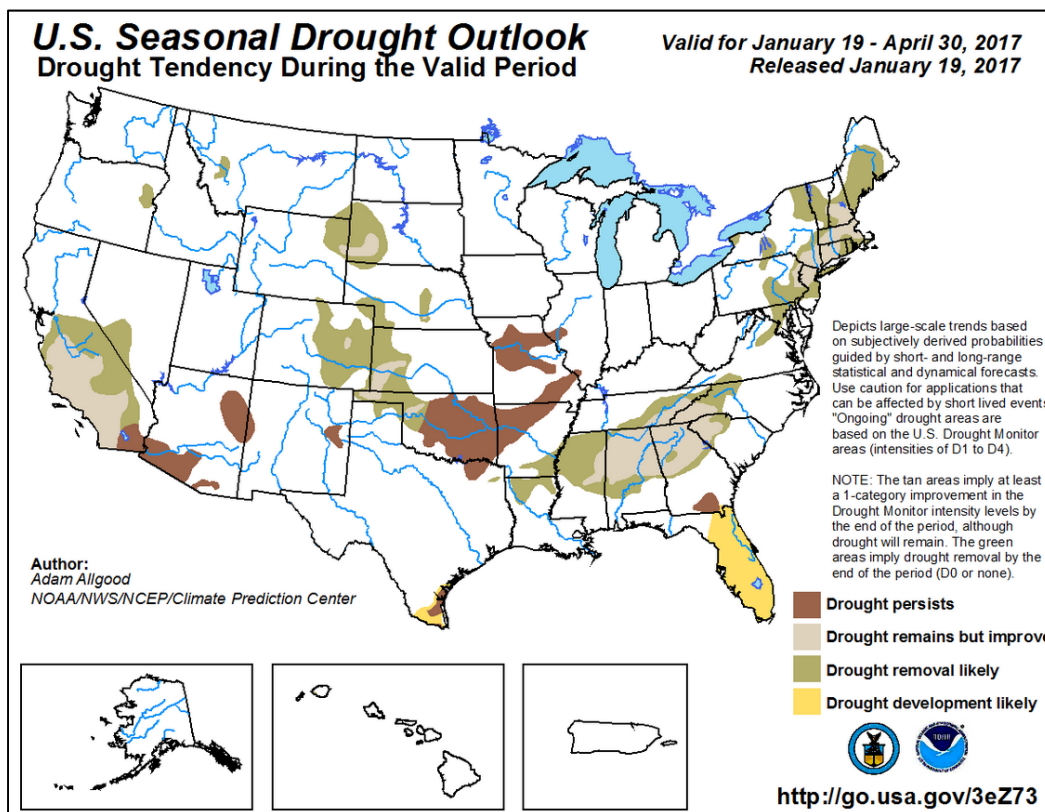 U.S. Seasonal Drought Outlook
Drought Tendency During the Valid Period
Valid for January 19 - April 30, 2017
Released January 19, 2017
Depicts large-scale trends based
on subjectively derived probabilities
guided by short- and long-range
statistical and dynamical forecasts.
Use caution for applications that
can be affected by short lived events.
"Ongoing" drought areas are
based on the U.S. Drought Monitor
areas (intensities of D1 to D4).
NOTE: The tan areas imply at least
a 1-category improvement in the
Drought Monitor intensity levels by
the end of the period, although
drought will remain. The green
areas imply drought removal by the
end of the period (D0 or none).
Author:
Adam Allgood
NOAA/NWS/NCEP/Climate Prediction Center
Drought persists
Drought remains but improve
Drought removal likely
Drought development likely
http://go.usa.gov/3eZ73